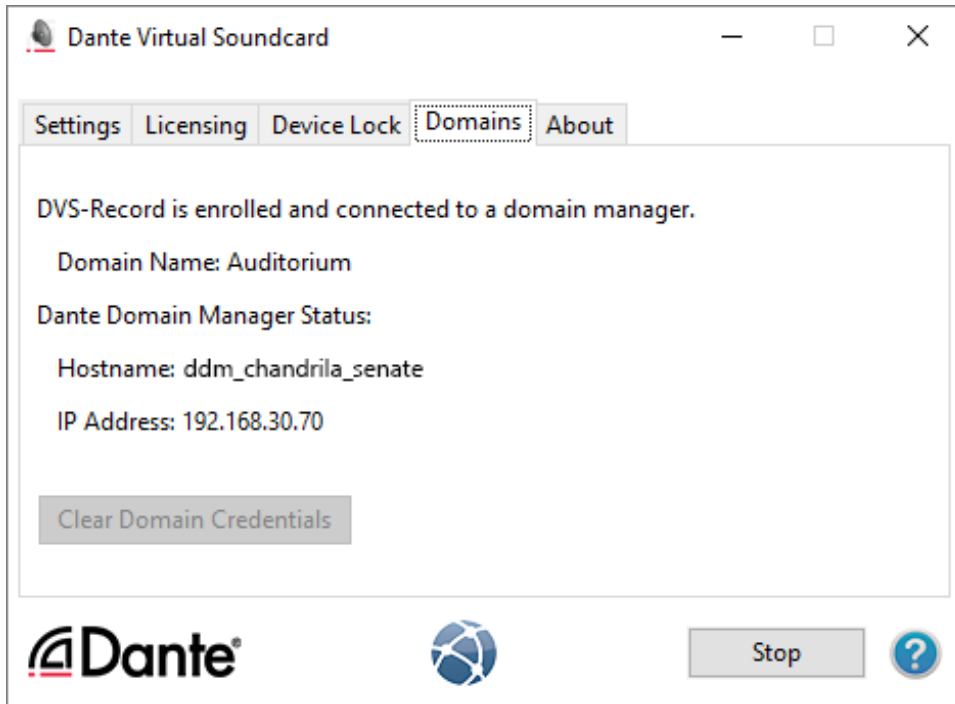 Dante Virtual Soundcard
Settings Licensing Device Lock Domains About
DVS-Record is enrolled and connected to a domain manager.
Domain Name: Auditorium
Dante Domain Manager Status:
Hostname: ddm_chandrila_senate
IP Address: 192.168.30.70
Clear Domain Credentials
Dante® Stop ?